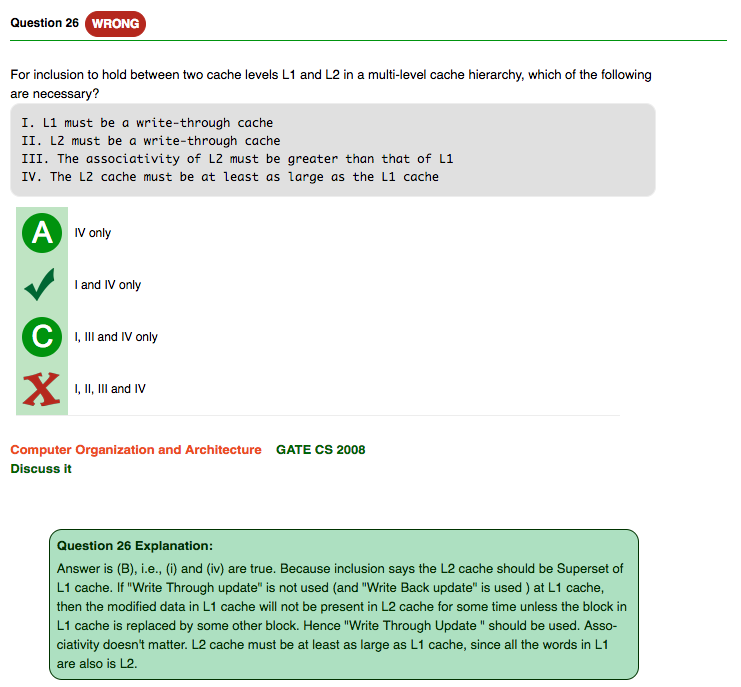 Question 26 WRONG
For inclusion to hold between two cache levels L1 and L2 in a multi-level cache hierarchy, which of the following
are necessary?
I. L1 must be a write-through cache
II. L2 must be a write-through cache
III. The associativity of L2 must be greater than that of L1
IV. The L2 cache must be at least as large as the L1 cache
A IV only
I and IV only
C I, III and IV only
X I, II, III and IV
Computer Organization and Architecture GATE CS 2008
Discuss it
Question 26 Explanation:
Answer is (B), i.e., (i) and (iv) are true. Because inclusion says the L2 cache should be Superset of
L1 cache. If "Write Through update" is not used (and "Write Back update" is used ) at L1 cache,
then the modified data in L1 cache will not be present in L2 cache for some time unless the block in
L1 cache is replaced by some other block. Hence "Write Through Update " should be used. Asso-
ciativity doesn't matter. L2 cache must be at least as large as L1 cache, since all the words in L1
are also is L2.